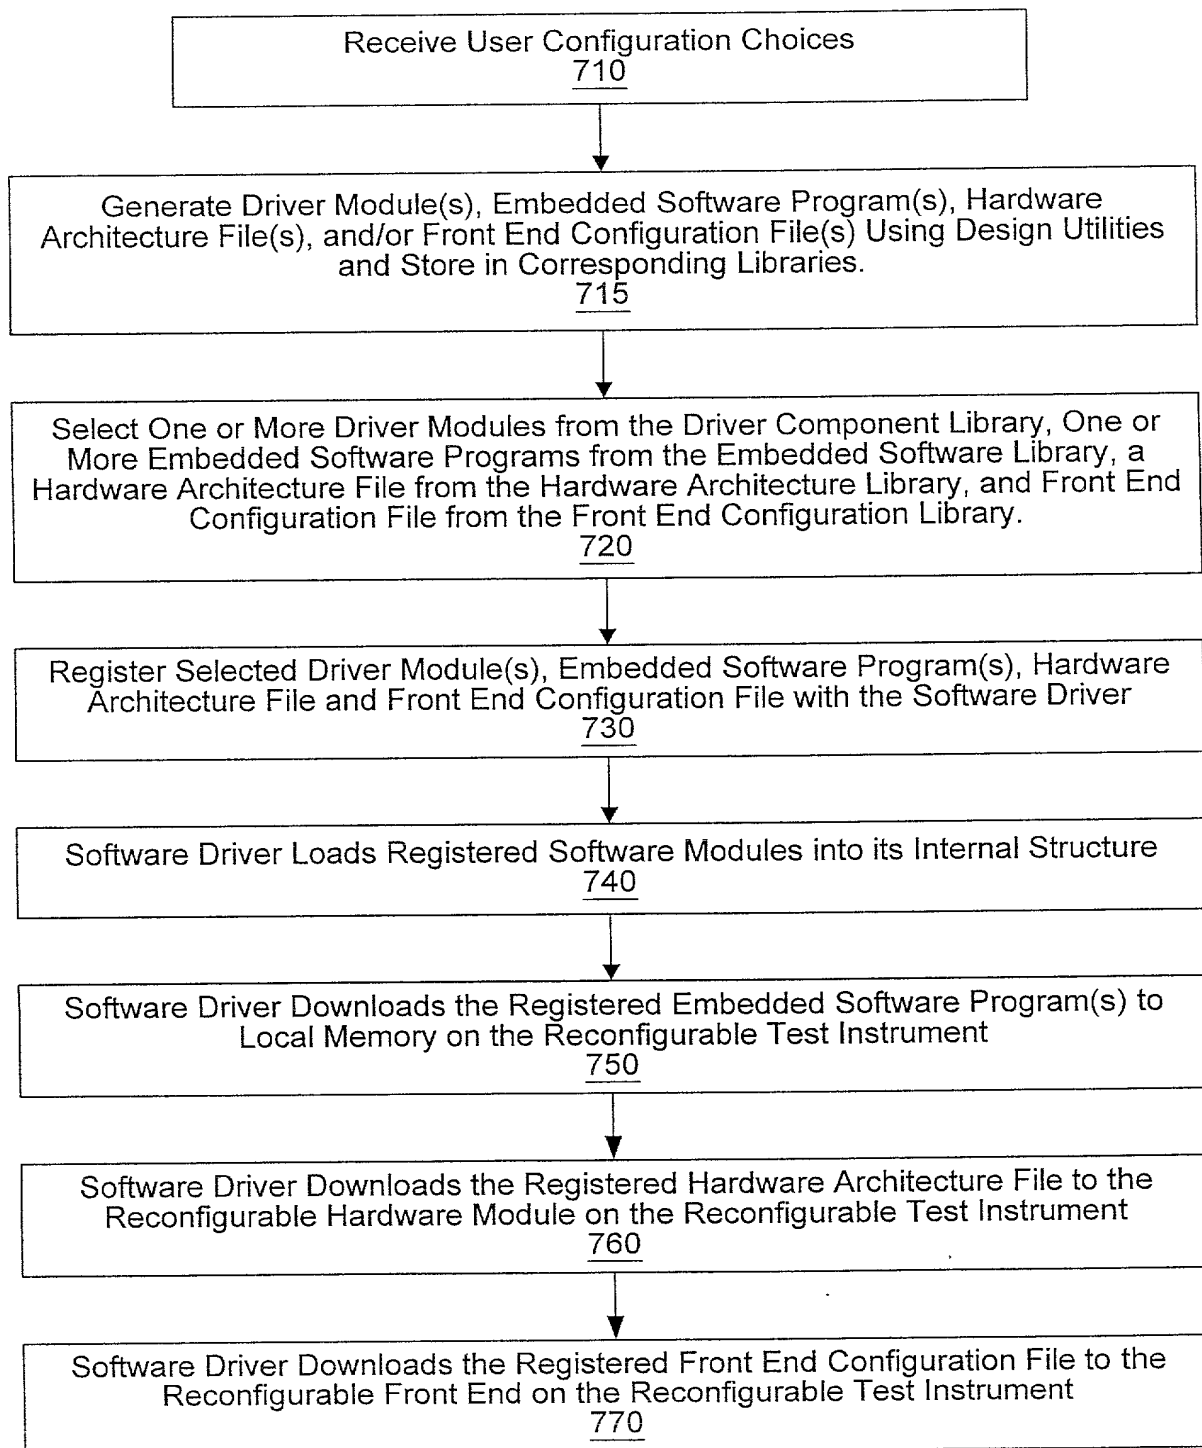 Receive User Configuration Choices
710
Generate Driver Module(s), Embedded Software Program(s), Hardware
Architecture File(s), and/or Front End Configuration File(s) Using Design Utilities
and Store in Corresponding Libraries.
715
Select One or More Driver Modules from the Driver Component Library, One or
More Embedded Software Programs from the Embedded Software Library, a
Hardware Architecture File from the Hardware Architecture Library, and Front End
Configuration File from the Front End Configuration Library.
720
Register Selected Driver Module(s), Embedded Software Program(s), Hardware
Architecture File and Front End Configuration File with the Software Driver
730
Software Driver Loads Registered Software Modules into its Internal Structure
740
Software Driver Downloads the Registered Embedded Software Program(s) to
Local Memory on the Reconfigurable Test Instrument
750
Software Driver Downloads the Registered Hardware Architecture File to the
Reconfigurable Hardware Module on the Reconfigurable Test Instrument
760
Software Driver Downloads the Registered Front End Configuration File to the
Reconfigurable Front End on the Reconfigurable Test Instrument
770